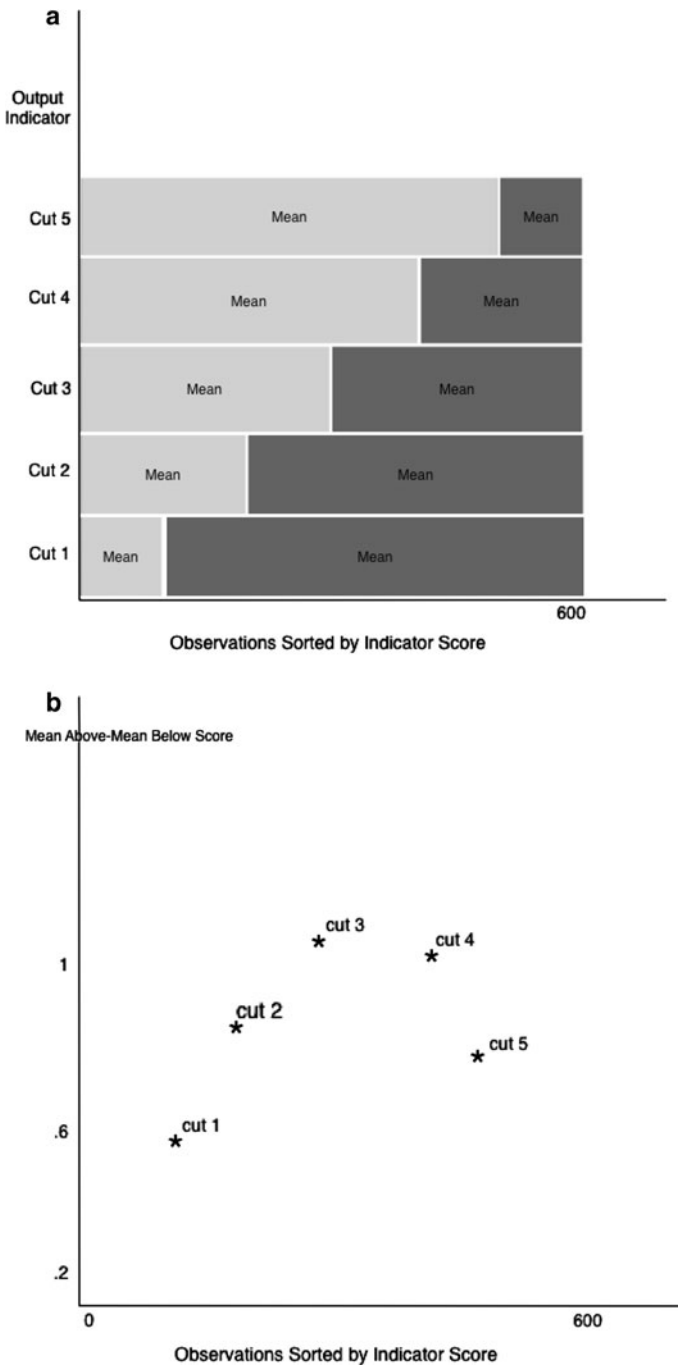 a
Output
Indicator
Cut 5
Mean
Mean
Cut 4
Mean
Mean
Cut 3
Mean
Mean
Cut 2
Mean
Mean
Cut 1
Mean
Mean
600
Observations Sorted by Indicator Score
b
Mean Above-Mean Below Score
cut 3
cut 4
1
cut 2
cut 5
cut 1
.6
.2
0
600
Observations Sorted by Indicator Score